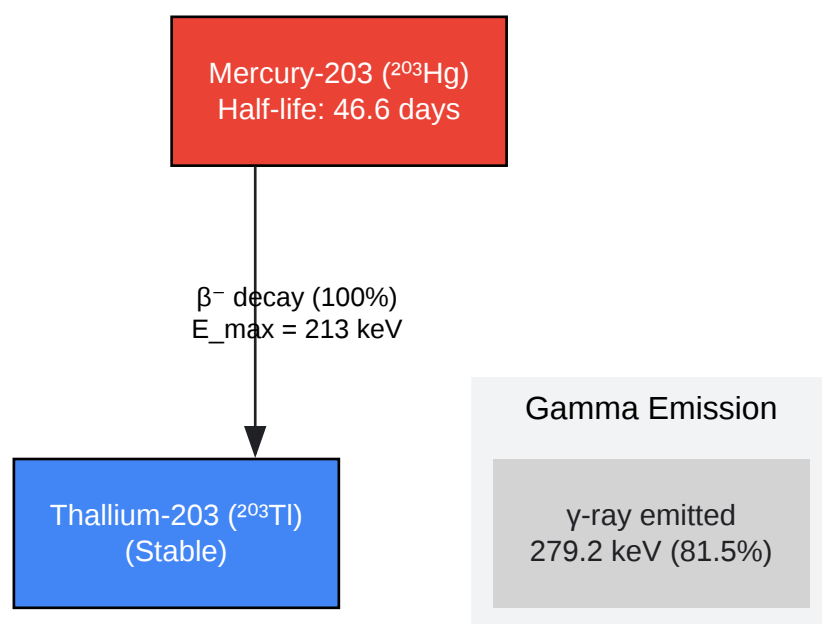 Mercury-203 (²⁰³Hg)
Half-life: 46.6 days
β⁻ decay (100%)
E_max = 213 keV
Gamma Emission
Thallium-203 (²⁰³Tl)
(Stable)
γ-ray emitted
279.2 keV (81.5%)